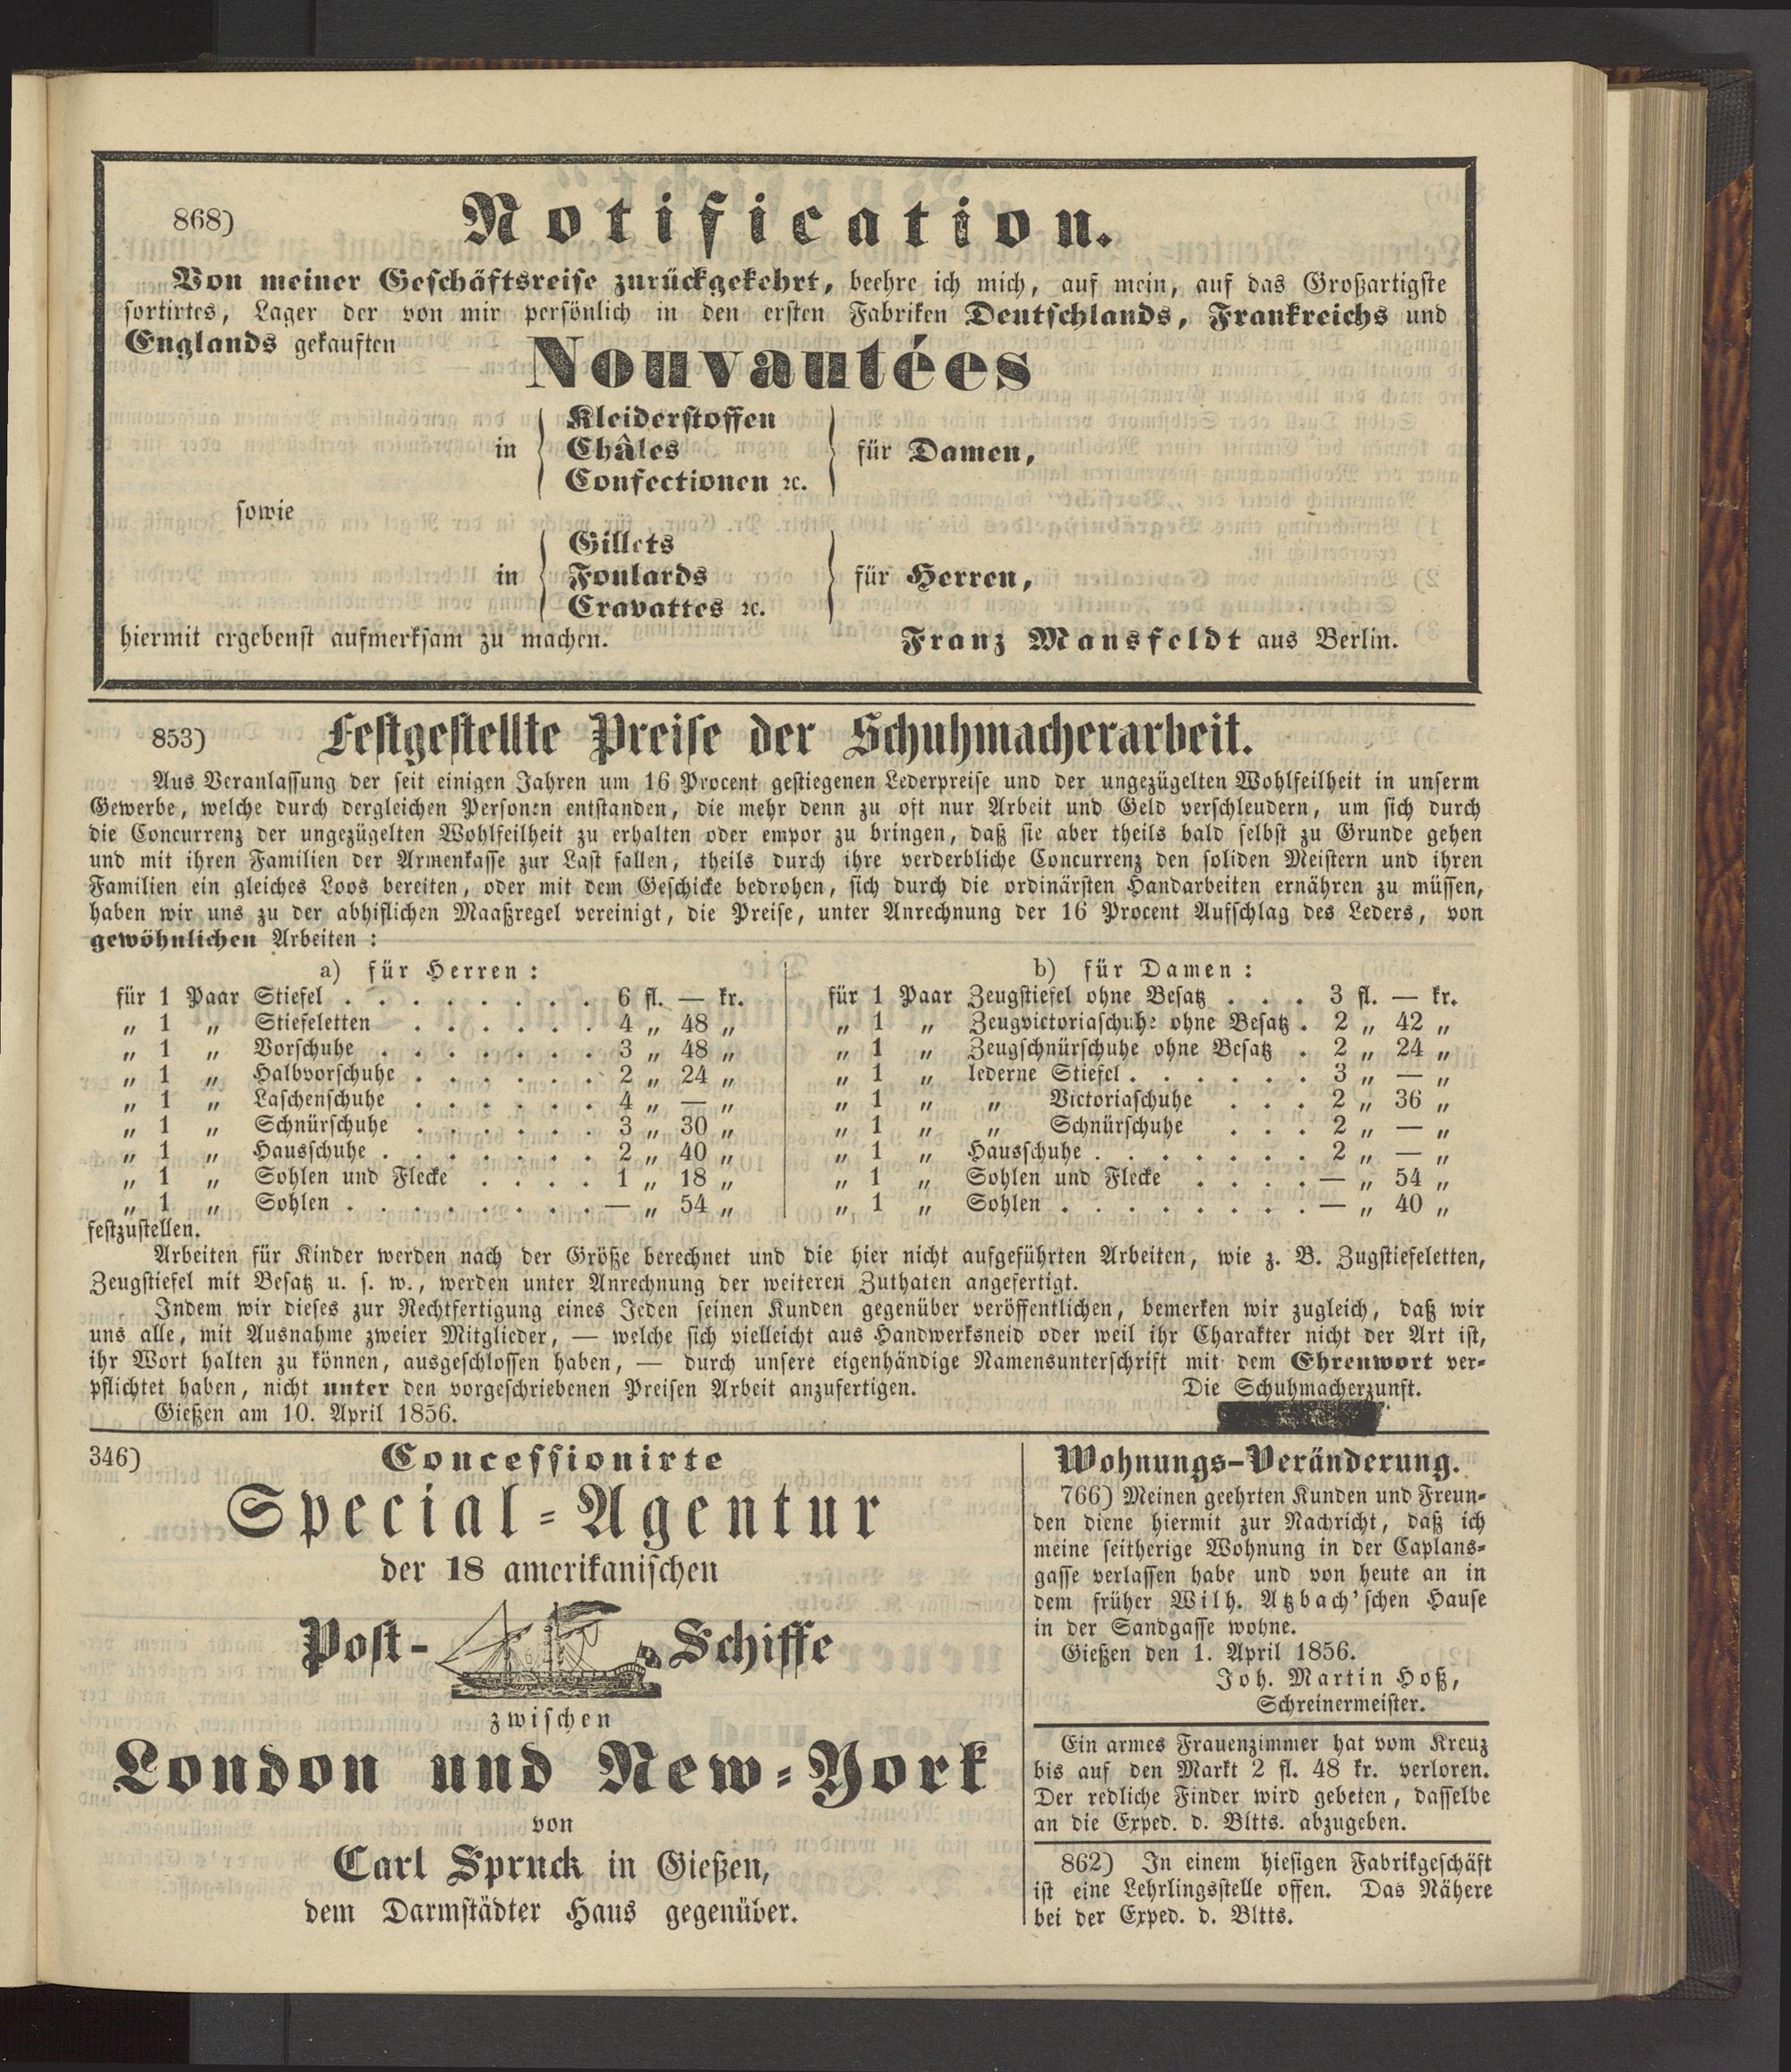 868) Notification.
Von meiner Geschäftsreise zurückgekehrt, beehre ich mich, auf mein, auf das Großartigste
sortirtes, Lager der von mir persönlich in den ersten Fabriken Deutschlands, Frankreichs und
Englands gekauften
Nouvautées
in
Kleiderstoffen
Châles
Confectionen ꝛc.
für Damen,
sowie
in
Gillets
Foulards
Cravattes ꝛc.
für Herren,
hiermit ergebenst aufmerksam zu machen. Franz Mansfeldt aus Berlin.
853) Festgestellte Preise der Schuhmacherarbeit.
Aus Veranlassung der seit einigen Jahren um 16 Procent gestiegenen Lederpreise und der ungezügelten Wohlfeilheit in unserm
Gewerbe, welche durch dergleichen Personen entstanden, die mehr denn zu oft nur Arbeit und Geld verschleudern, um sich durch
die Concurrenz der ungezügelten Wohlfeilheit zu erhalten oder empor zu bringen, daß sie aber theils bald selbst zu Grunde gehen
und mit ihren Familien der Armenkasse zur Last fallen, theils durch ihre verderbliche Concurrenz den soliden Meistern und ihren
Familien ein gleiches Loos bereiten, oder mit dem Geschicke bedrohen, sich durch die ordinärsten Handarbeiten ernähren zu müssen,
haben wir uns zu der abhiflichen Maaßregel vereinigt, die Preise, unter Anrechnung der 16 Procent Aufschlag des Leders, von
gewöhnlichen Arbeiten:
a) für Herren:
für 1 Paar Stiefel . . . . . . . . 6 fl. — kr.
„ 1 „ Stiefeletten . . . . . . 4 „ 48 „
„ 1 „ Vorschuhe . . . . . . . 3 „ 48 „
„ 1 „ Halbvorschuhe . . . . . . 2 „ 24 „
„ 1 „ Laschenschuhe . . . . . . 4 „ — „
„ 1 „ Schnürschuhe . . . . . . 3 „ 30 „
„ 1 „ Hausschuhe . . . . . . . 2 „ 40 „
„ 1 „ Sohlen und Flecke . . . . 1 „ 18 „
„ 1 „ Sohlen . . . . . . . . — „ 54 „
b) für Damen:
für 1 Paar Zeugstiefel ohne Besatz . . . 3 fl. — kr.
„ 1 „ Zeugvictoriaschuhe ohne Besatz . 2 „ 42 „
„ 1 „ Zeugschnürschuhe ohne Besatz . 2 „ 24 „
„ 1 „ lederne Stiefel . . . . . . 3 „ — „
„ 1 „ „ Victoriaschuhe . . . 2 „ 36 „
„ 1 „ „ Schnürschuhe . . . 2 „ — „
„ 1 „ Hausschuhe . . . . . . . 2 „ — „
„ 1 „ Sohlen und Flecke . . . . — „ 54 „
„ 1 „ Sohlen . . . . . . . . — „ 40 „
festzustellen.
Arbeiten für Kinder werden nach der Größe berechnet und die hier nicht aufgeführten Arbeiten, wie z. B. Zugstiefeletten,
Zeugstiefel mit Besatz u. s. w., werden unter Anrechnung der weiteren Zuthaten angefertigt.
Indem wir dieses zur Rechtfertigung eines Jeden seinen Kunden gegenüber veröffentlichen, bemerken wir zugleich, daß wir
uns alle, mit Ausnahme zweier Mitglieder, — welche sich vielleicht aus Handwerksneid oder weil ihr Charakter nicht der Art ist,
ihr Wort halten zu können, ausgeschlossen haben, — durch unsere eigenhändige Namensunterschrift mit dem Ehrenwort ver-
pflichtet haben, nicht unter den vorgeschriebenen Preisen Arbeit anzufertigen. Die Schuhmacherzunft.
Gießen am 10. April 1856.
346) Concessionirte
Special-Agentur
der 18 amerikanischen
Post-Schiffe
zwischen
London und New-York
von
Carl Spruck in Gießen,
dem Darmstädter Haus gegenüber.
Wohnungs-Veränderung.
766) Meinen geehrten Kunden und Freun-
den diene hiermit zur Nachricht, daß ich
meine seitherige Wohnung in der Caplans-
gasse verlassen habe und von heute an in
dem früher Wilh. Atzbach'schen Hause
in der Sandgasse wohne.
Gießen den 1. April 1856.
Joh. Martin Hoß,
Schreinermeister.
Ein armes Frauenzimmer hat vom Kreuz
bis auf den Markt 2 fl. 48 kr. verloren.
Der redliche Finder wird gebeten, dasselbe
an die Exped. d. Bltts. abzugeben.
862) In einem hiesigen Fabrikgeschäft
ist eine Lehrlingsstelle offen. Das Nähere
bei der Exped. d. Bltts.